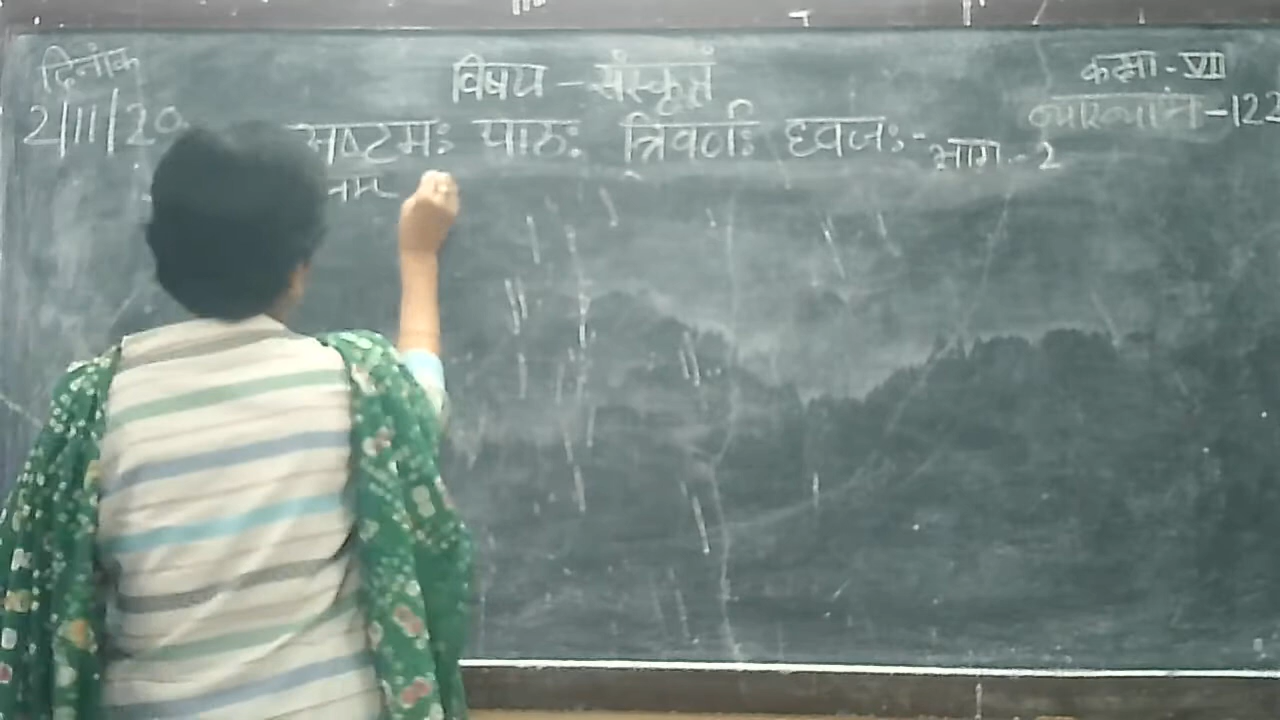 दिनांक
2/11/20
विषय - संस्कृतं
कक्षा - VII
व्याख्यान - 122
अष्टमः पाठः त्रिवर्णः ध्वजः - भाग - 2